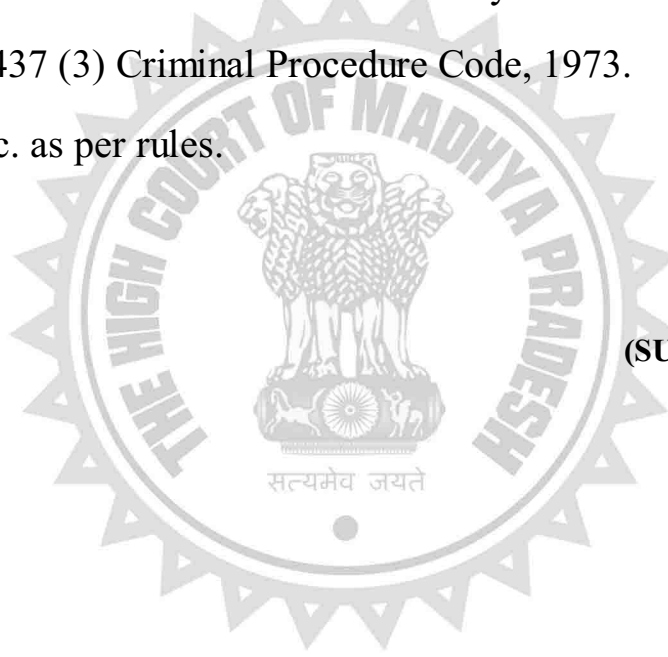 437 (3) Criminal Procedure Code, 1973.
c. as per rules.
THE HIGH COURT OF MADHYA PRADESH
(SU
सत्यमेव जयते